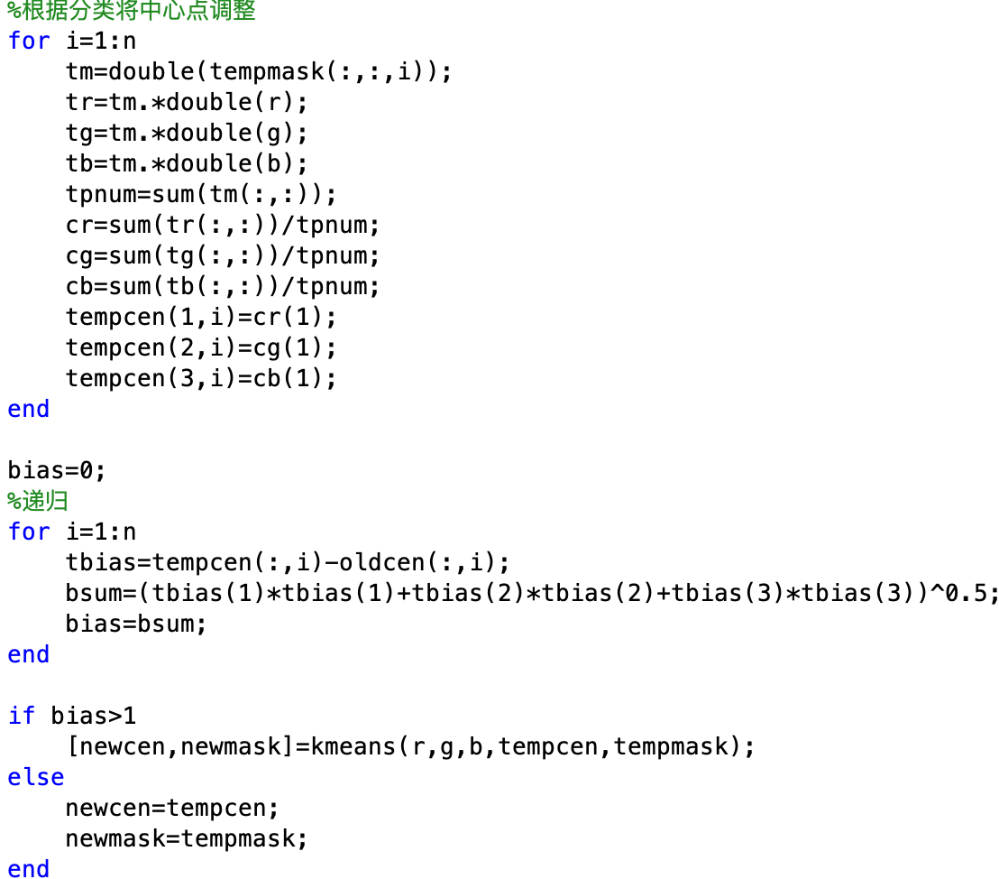 %根据分类将中心点调整
for i=1:n
    tm=double(tempmask(:,:,i));
    tr=tm.*double(r);
    tg=tm.*double(g);
    tb=tm.*double(b);
    tpnum=sum(tm(:,:));
    cr=sum(tr(:,:))/tpnum;
    cg=sum(tg(:,:))/tpnum;
    cb=sum(tb(:,:))/tpnum;
    tempcen(1,i)=cr(1);
    tempcen(2,i)=cg(1);
    tempcen(3,i)=cb(1);
end

bias=0;
%递归
for i=1:n
    tbias=tempcen(:,i)-oldcen(:,i);
    bsum=(tbias(1)*tbias(1)+tbias(2)*tbias(2)+tbias(3)*tbias(3))^0.5;
    bias=bsum;
end

if bias>1
    [newcen,newmask]=kmeans(r,g,b,tempcen,tempmask);
else
    newcen=tempcen;
    newmask=tempmask;
end